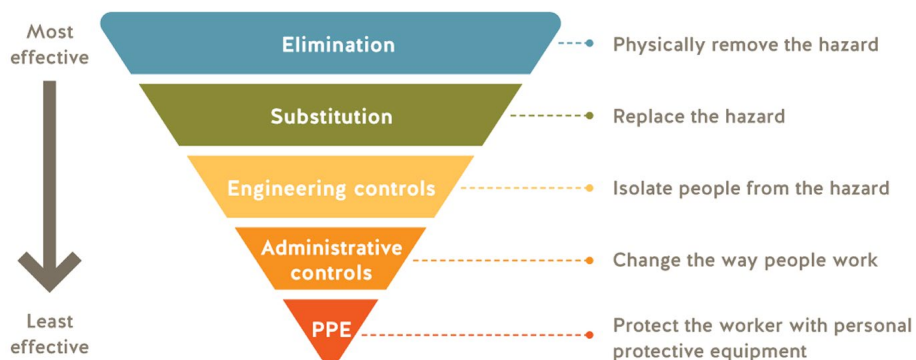 Most
effective
Elimination
Physically remove the hazard
Substitution
Replace the hazard
Engineering controls
Isolate people from the hazard
Administrative
controls
Change the way people work
Least
effective
PPE
Protect the worker with personal
protective equipment